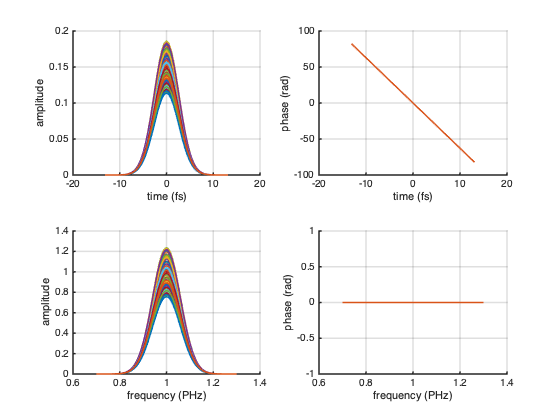 0.2
0.15
0.1
0.05
0
-20 -10 0 10 20
time (fs)
amplitude
100
50
0
-50
-100
-20 -10 0 10 20
time (fs)
phase (rad)
1.4
1.2
1
0.8
0.6
0.4
0.2
0
0.6 0.8 1 1.2 1.4
frequency (PHz)
amplitude
1
0.5
0
-0.5
-1
0.6 0.8 1 1.2 1.4
frequency (PHz)
phase (rad)